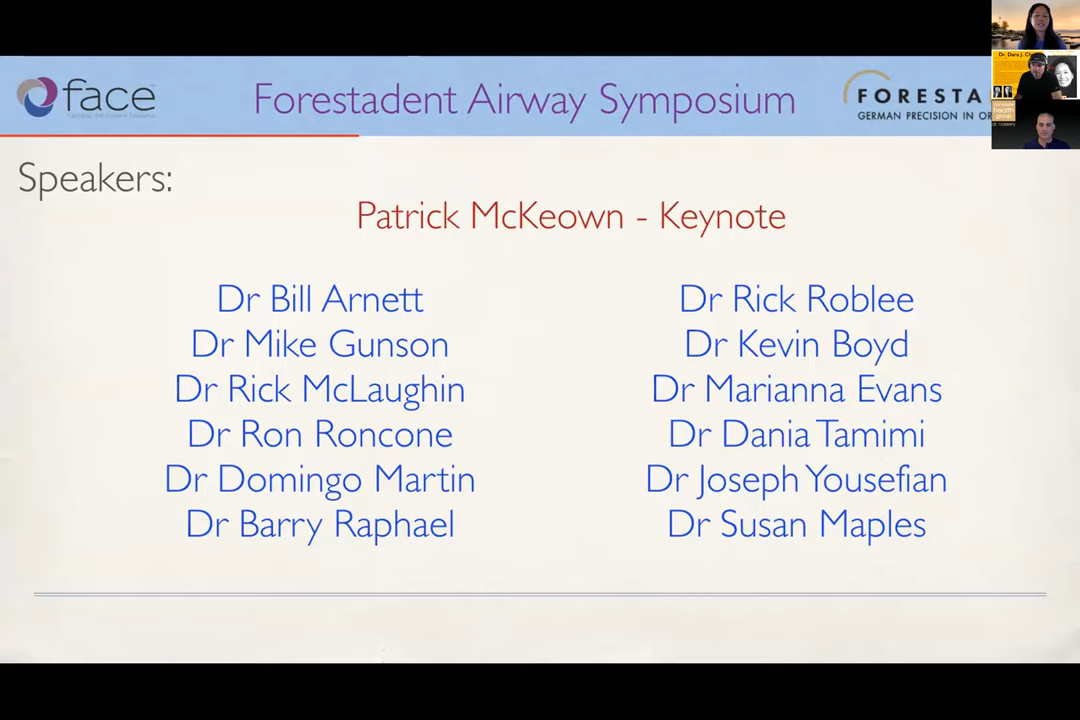 face
Forestadent Airway Symposium
FORESTA
GERMAN PRECISION IN OR
Speakers:
Patrick McKeown - Keynote
Dr Bill Arnett
Dr Mike Gunson
Dr Rick McLaughin
Dr Ron Roncone
Dr Domingo Martin
Dr Barry Raphael
Dr Rick Roblee
Dr Kevin Boyd
Dr Marianna Evans
Dr Dania Tamimi
Dr Joseph Yousefian
Dr Susan Maples